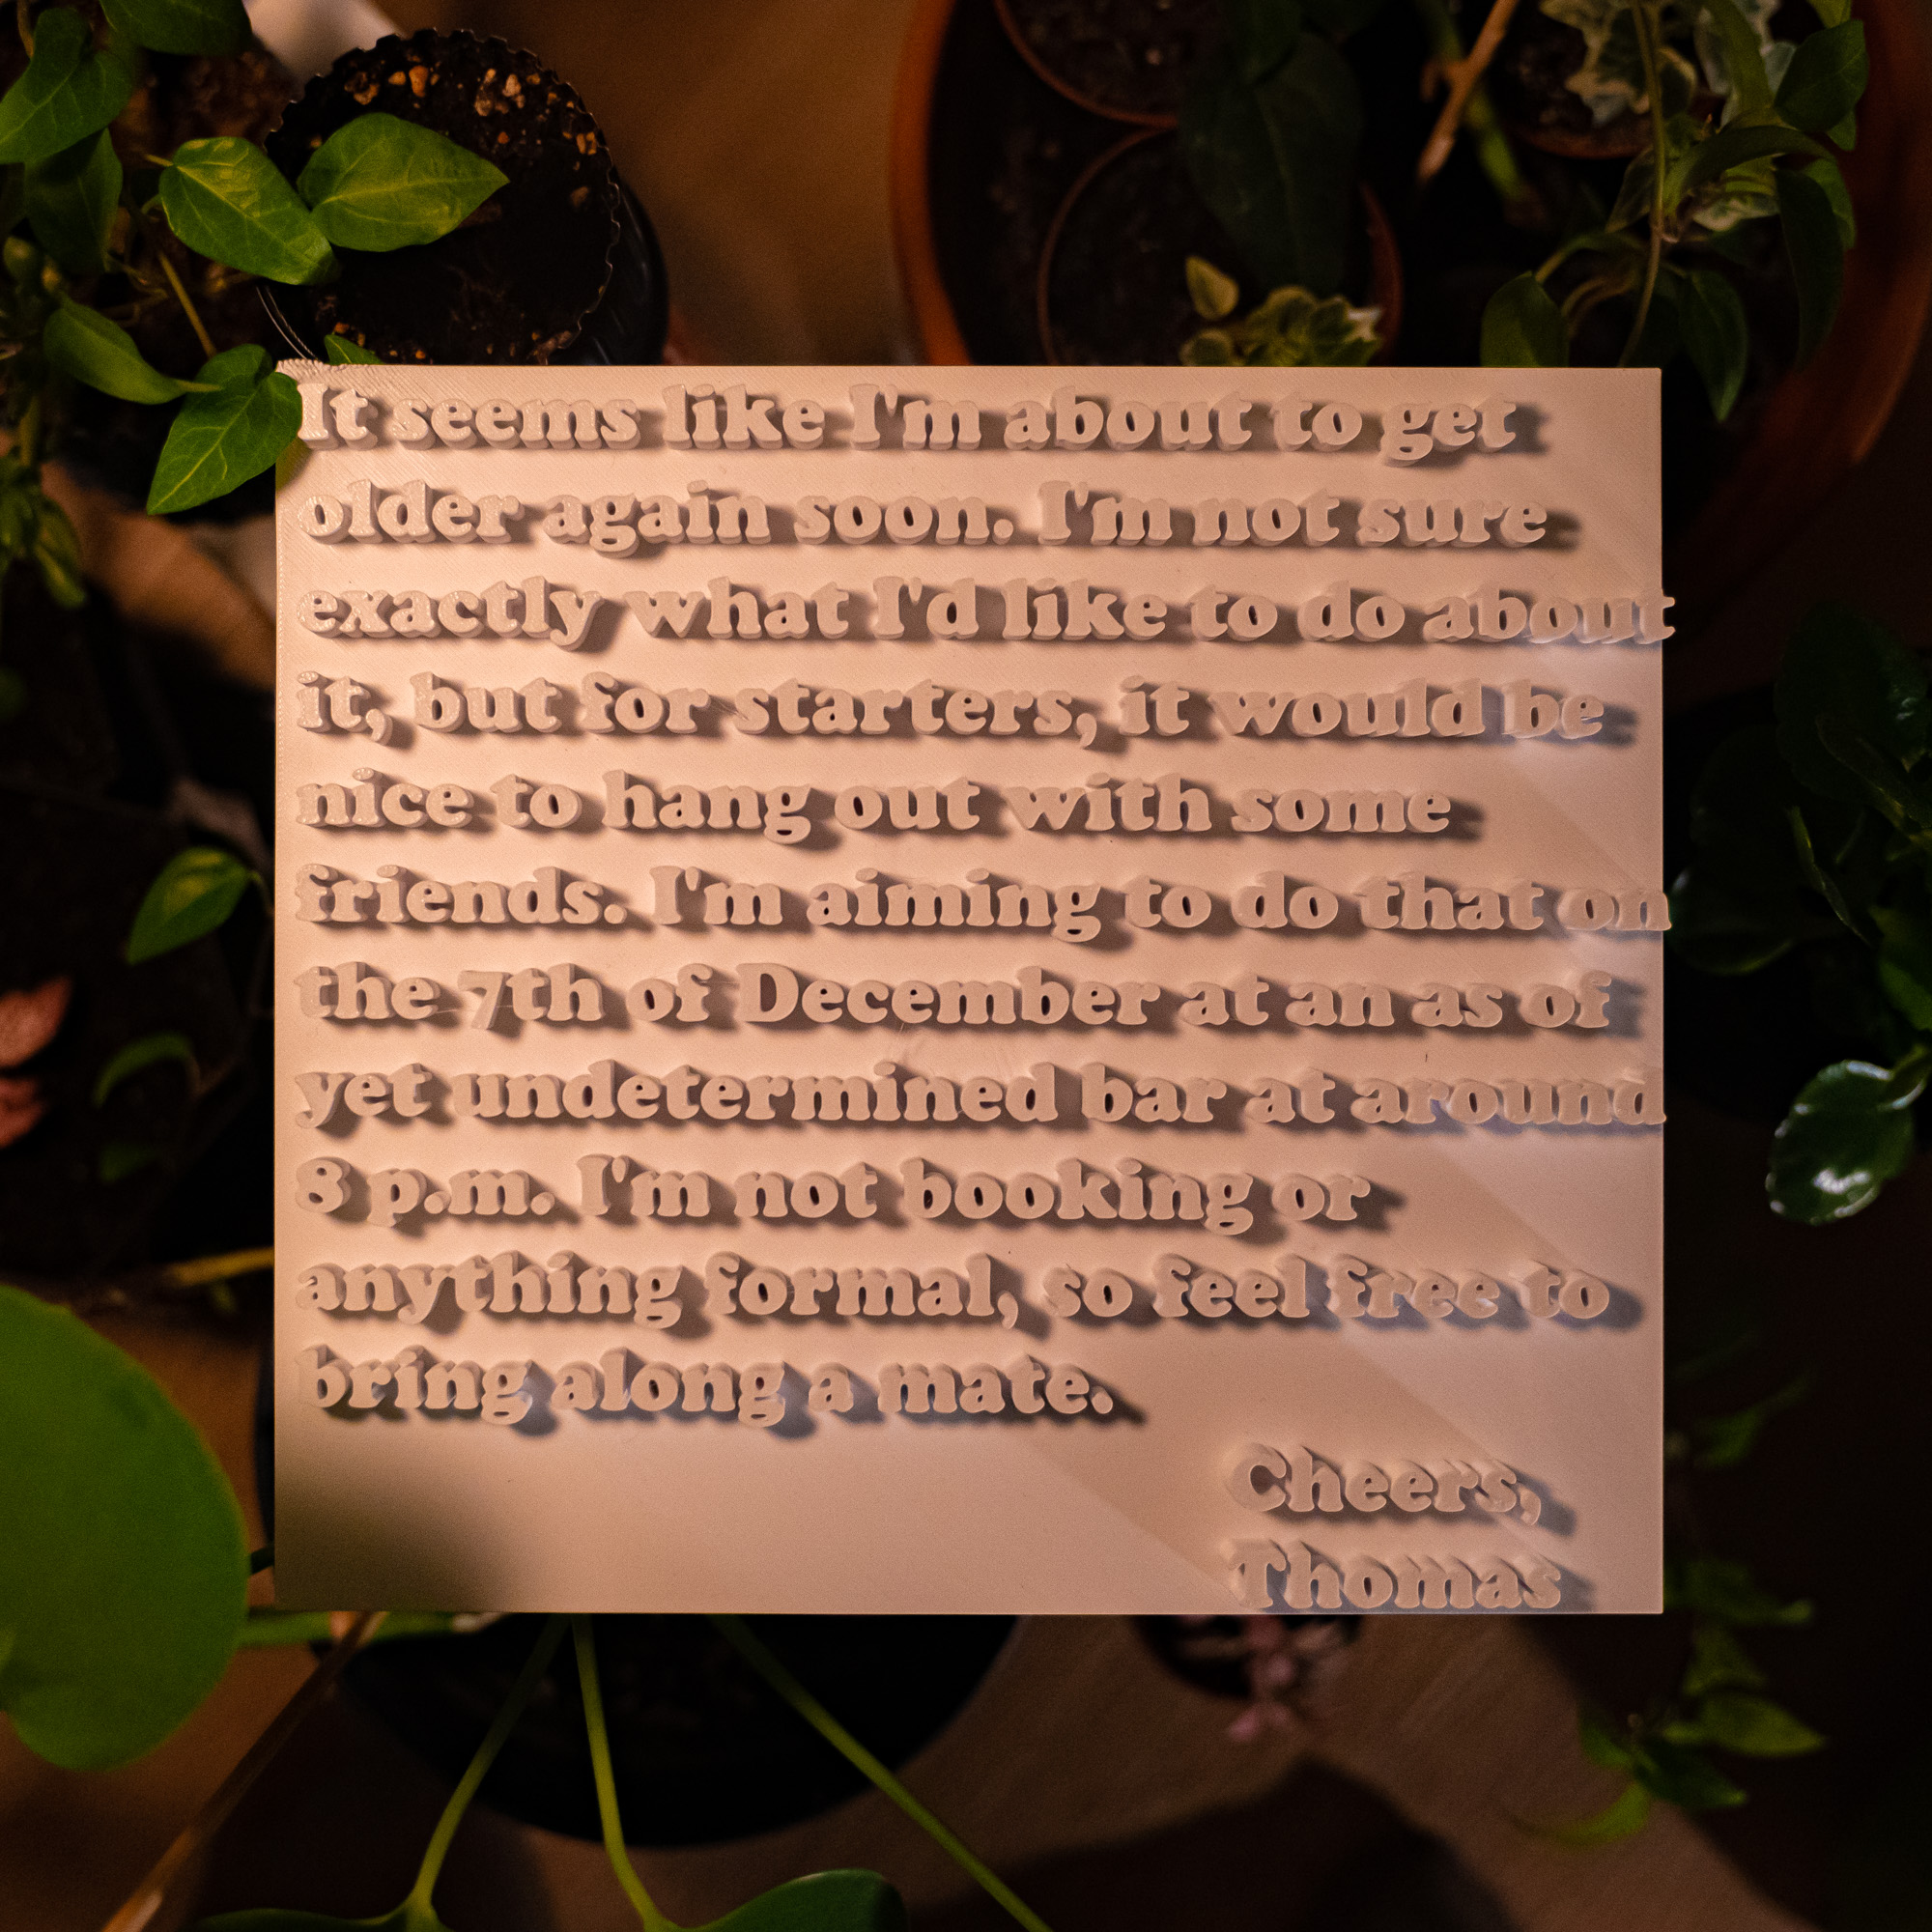 It seems like I'm about to get
older again soon. I'm not sure
exactly what I'd like to do about
it, but for starters, it would be
nice to hang out with some
friends. I'm aiming to do that on
the 7th of December at an as of
yet undetermined bar at around
8 p.m. I'm not booking or
anything formal, so feel free to
bring along a mate.
Cheers,
Thomas